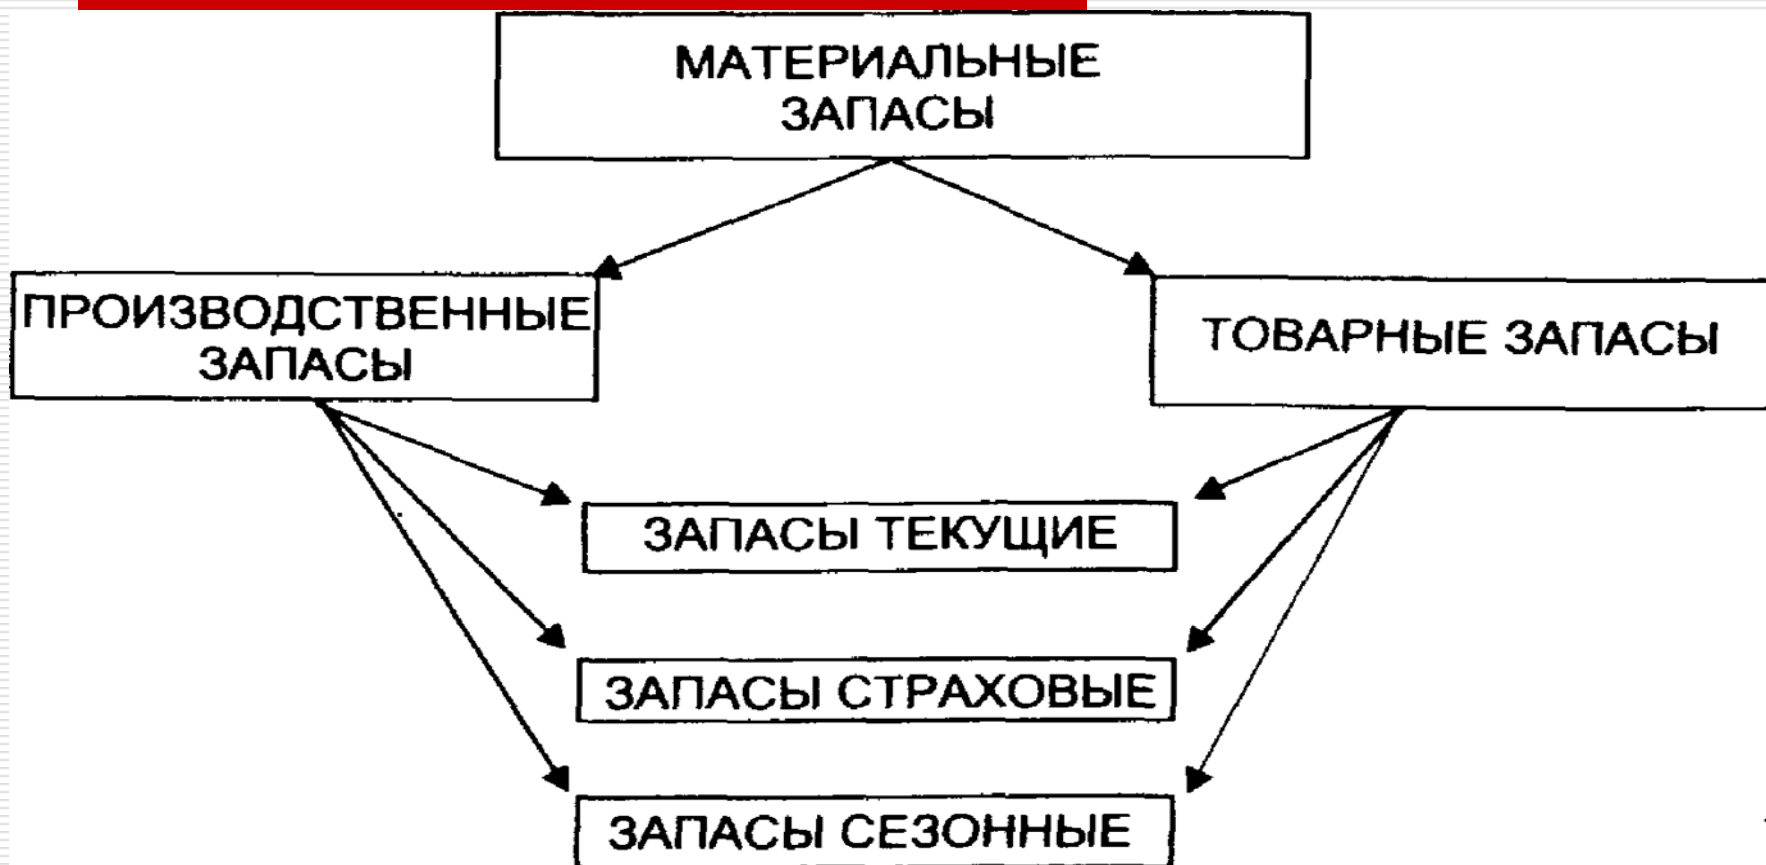 МАТЕРИАЛЬНЫЕ
ЗАПАСЫ
ПРОИЗВОДСТВЕННЫЕ
ЗАПАСЫ
ТОВАРНЫЕ ЗАПАСЫ
ЗАПАСЫ ТЕКУЩИЕ
ЗАПАСЫ СТРАХОВЫЕ
ЗАПАСЫ СЕЗОННЫЕ